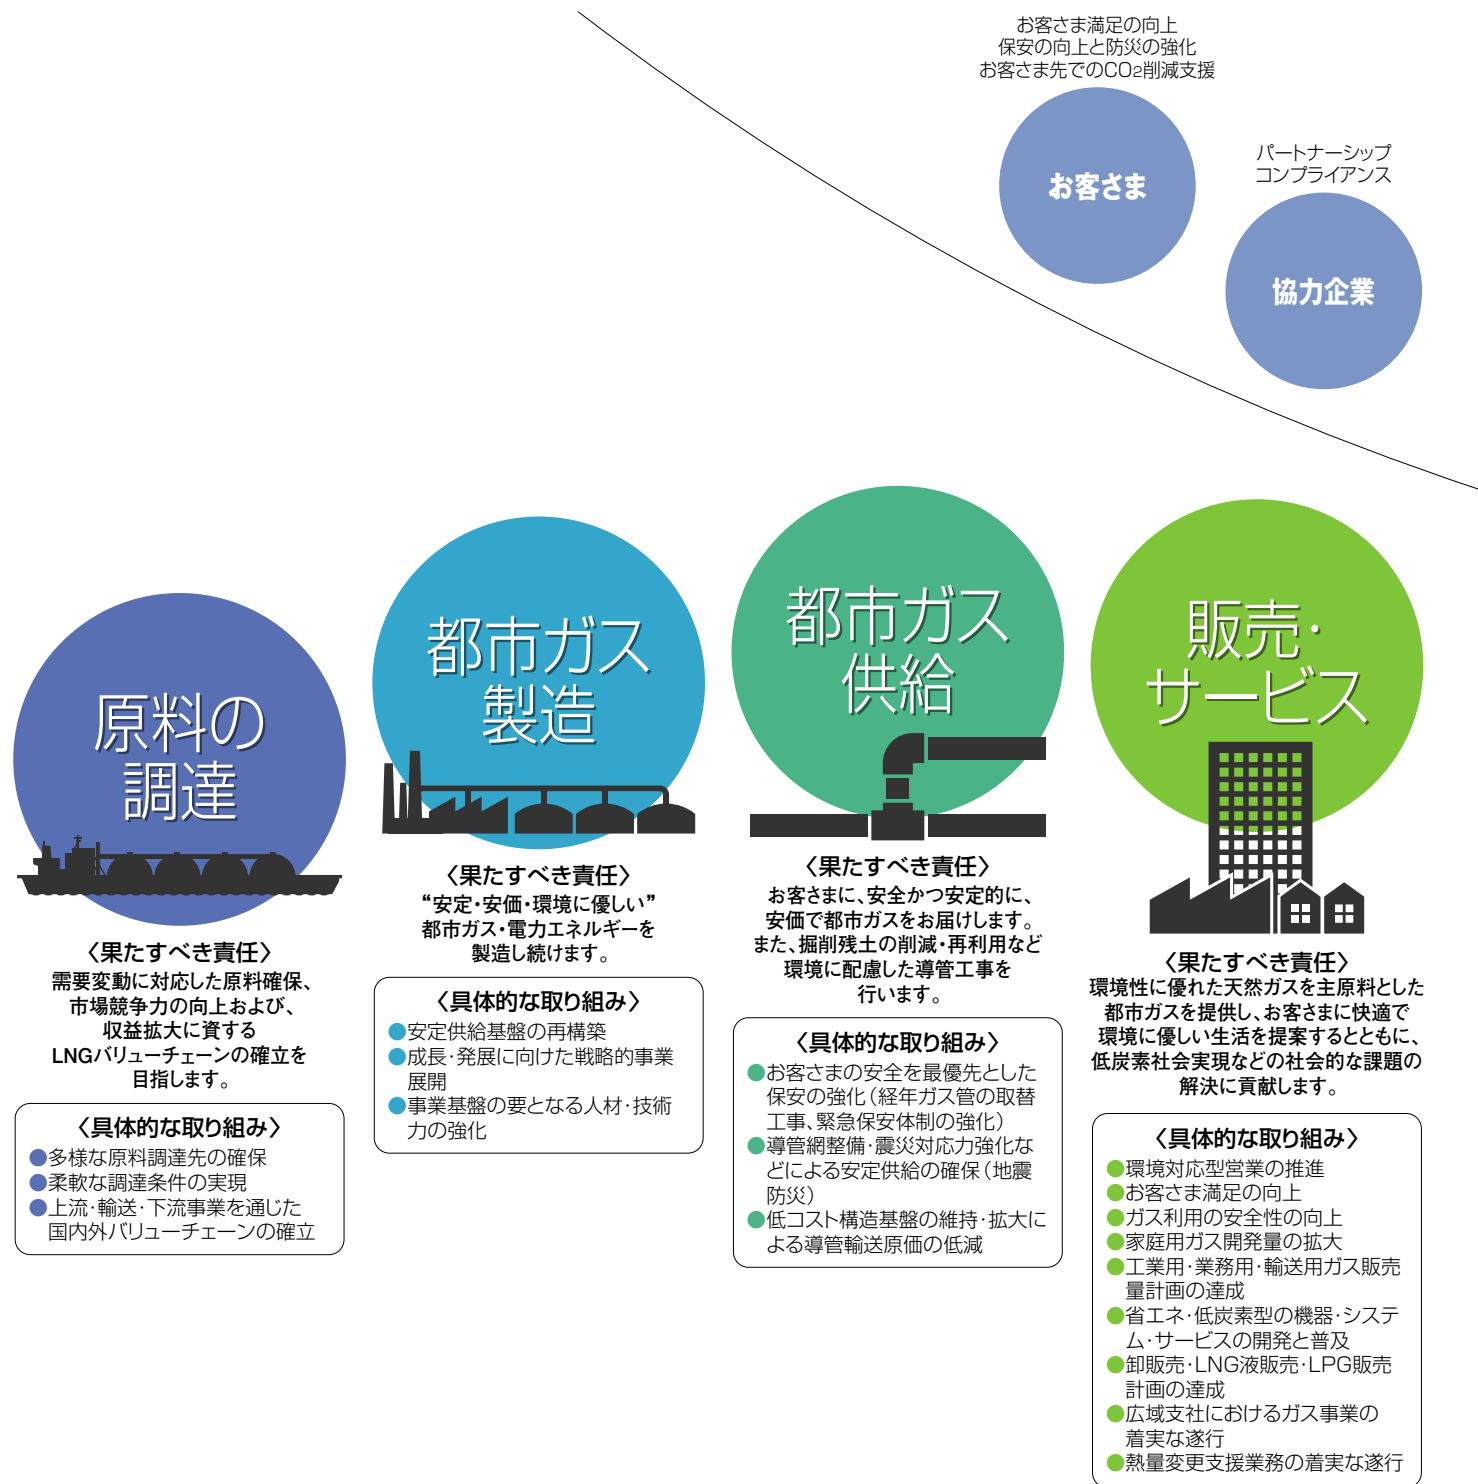 お客さま満足の向上
保安の向上と防災の強化
お客さま先でのCO2削減支援
お客さま
パートナーシップ
コンプライアンス
協力企業
原料の
調達
〈果たすべき責任〉
需要変動に対応した原料確保、
市場競争力の向上および、
収益拡大に資する
LNGバリューチェーンの確立を
目指します。
〈具体的な取り組み〉
●多様な原料調達先の確保
●柔軟な調達条件の実現
●上流・輸送・下流事業を通じた
国内外バリューチェーンの確立
都市ガス
製造
〈果たすべき責任〉
“安定・安価・環境に優しい”
都市ガス・電力エネルギーを
製造し続けます。
〈具体的な取り組み〉
●安定供給基盤の再構築
●成長・発展に向けた戦略的事業
展開
●事業基盤の要となる人材・技術
力の強化
都市ガス
供給
〈果たすべき責任〉
お客さまに、安全かつ安定的に、
安価で都市ガスをお届けします。
また、掘削残土の削減・再利用など
環境に配慮した導管工事を
行います。
〈具体的な取り組み〉
●お客さまの安全を最優先とした
保安の強化（経年ガス管の取替
工事、緊急保安体制の強化）
●導管網整備・震災対応力強化な
どによる安定供給の確保（地震
防災）
●低コスト構造基盤の維持・拡大に
よる導管輸送原価の低減
販売・
サービス
〈果たすべき責任〉
環境性に優れた天然ガスを主原料とした
都市ガスを提供し、お客さまに快適で
環境に優しい生活を提案するとともに、
低炭素社会実現などの社会的な課題の
解決に貢献します。
〈具体的な取り組み〉
●環境対応型営業の推進
●お客さま満足の向上
●ガス利用の安全性の向上
●家庭用ガス開発量の拡大
●工業用・業務用・輸送用ガス販売
量計画の達成
●省エネ・低炭素型の機器・システ
ム・サービスの開発と普及
●卸販売・LNG液販売・LPG販売
計画の達成
●広域支社におけるガス事業の
着実な遂行
●熱量変更支援業務の着実な遂行